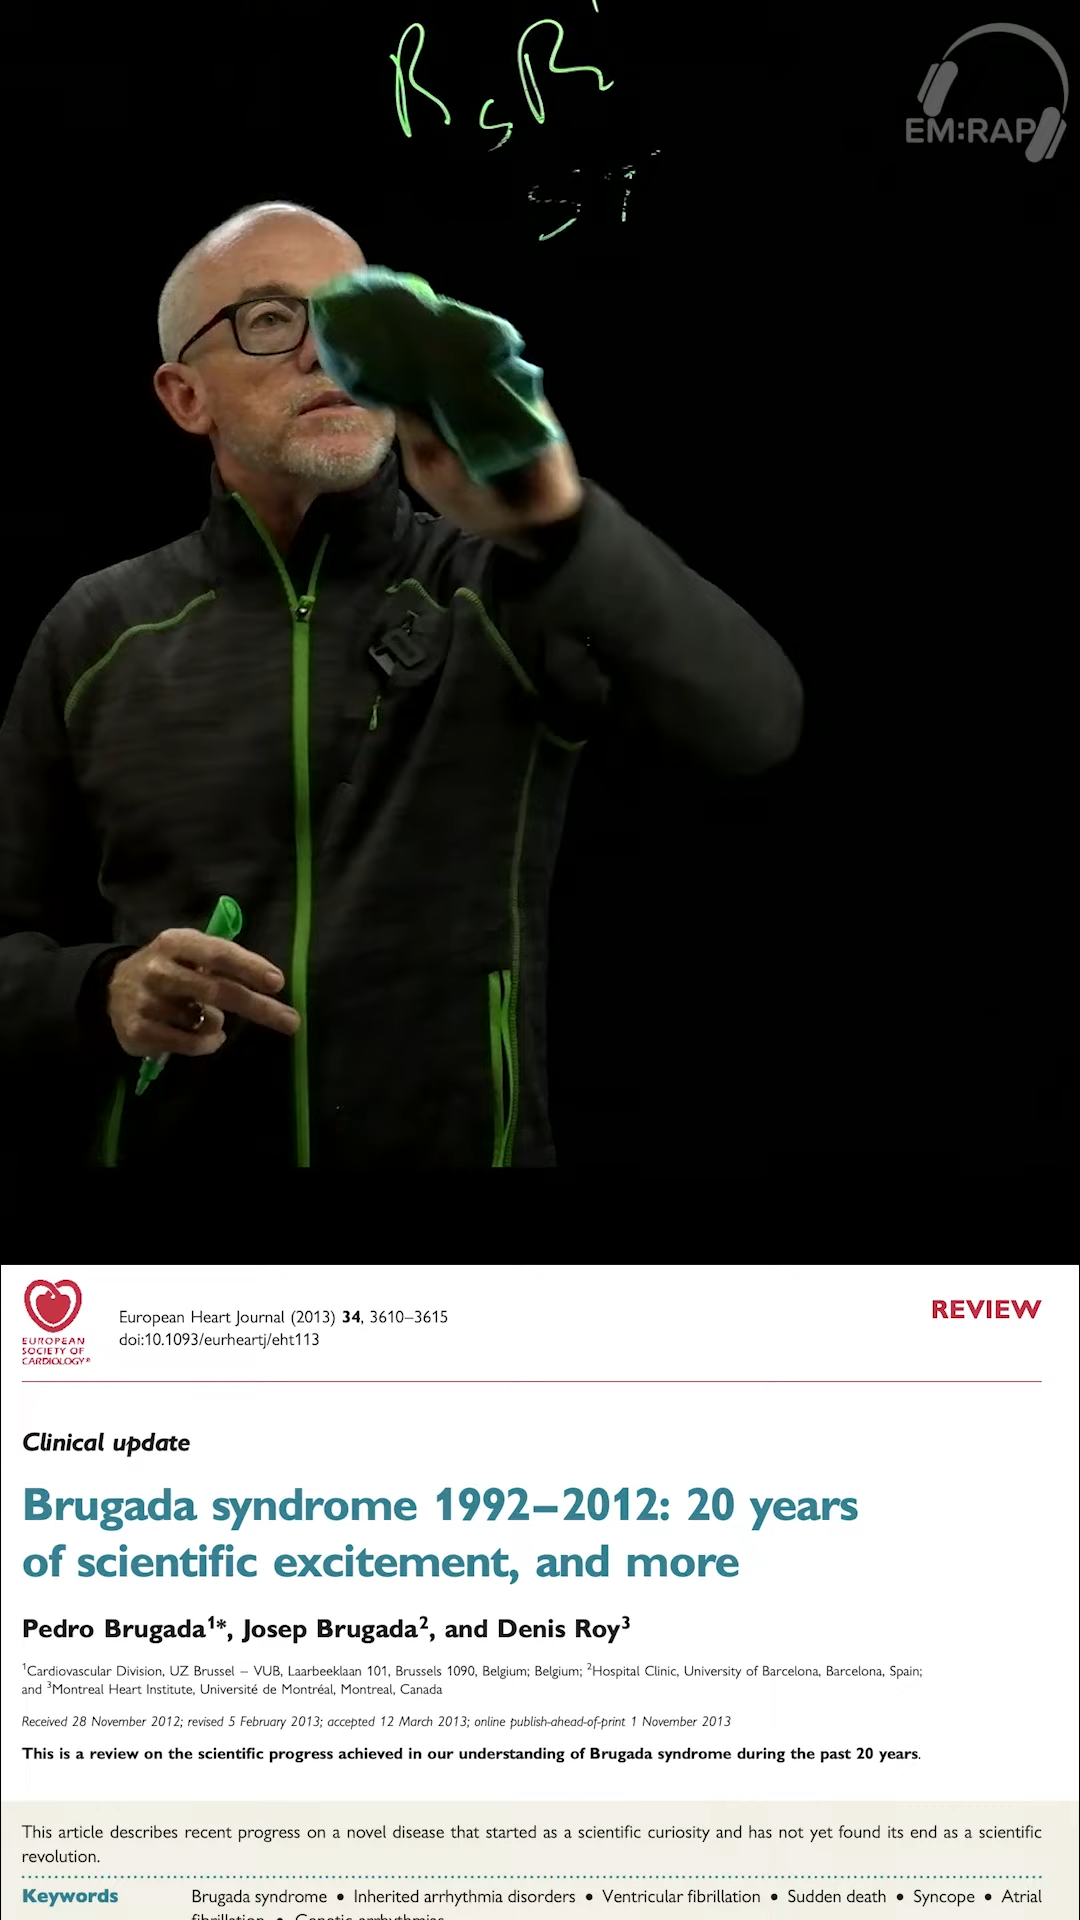 RsR'
EM:RAP
ST
EUROPEAN
SOCIETY OF
CARDIOLOGY®
European Heart Journal (2013) 34, 3610–3615
doi:10.1093/eurheartj/eht113
REVIEW
Clinical update
Brugada syndrome 1992–2012: 20 years
of scientific excitement, and more
Pedro Brugada1*, Josep Brugada2, and Denis Roy3
1Cardiovascular Division, UZ Brussel – VUB, Laarbeeklaan 101, Brussels 1090, Belgium; Belgium; 2Hospital Clinic, University of Barcelona, Barcelona, Spain;
and 3Montreal Heart Institute, Université de Montréal, Montreal, Canada
Received 28 November 2012; revised 5 February 2013; accepted 12 March 2013; online publish-ahead-of-print 1 November 2013
This is a review on the scientific progress achieved in our understanding of Brugada syndrome during the past 20 years.
This article describes recent progress on a novel disease that started as a scientific curiosity and has not yet found its end as a scientific
revolution.
Keywords Brugada syndrome • Inherited arrhythmia disorders • Ventricular fibrillation • Sudden death • Syncope • Atrial
fibrillation • Genetic arrhythmias